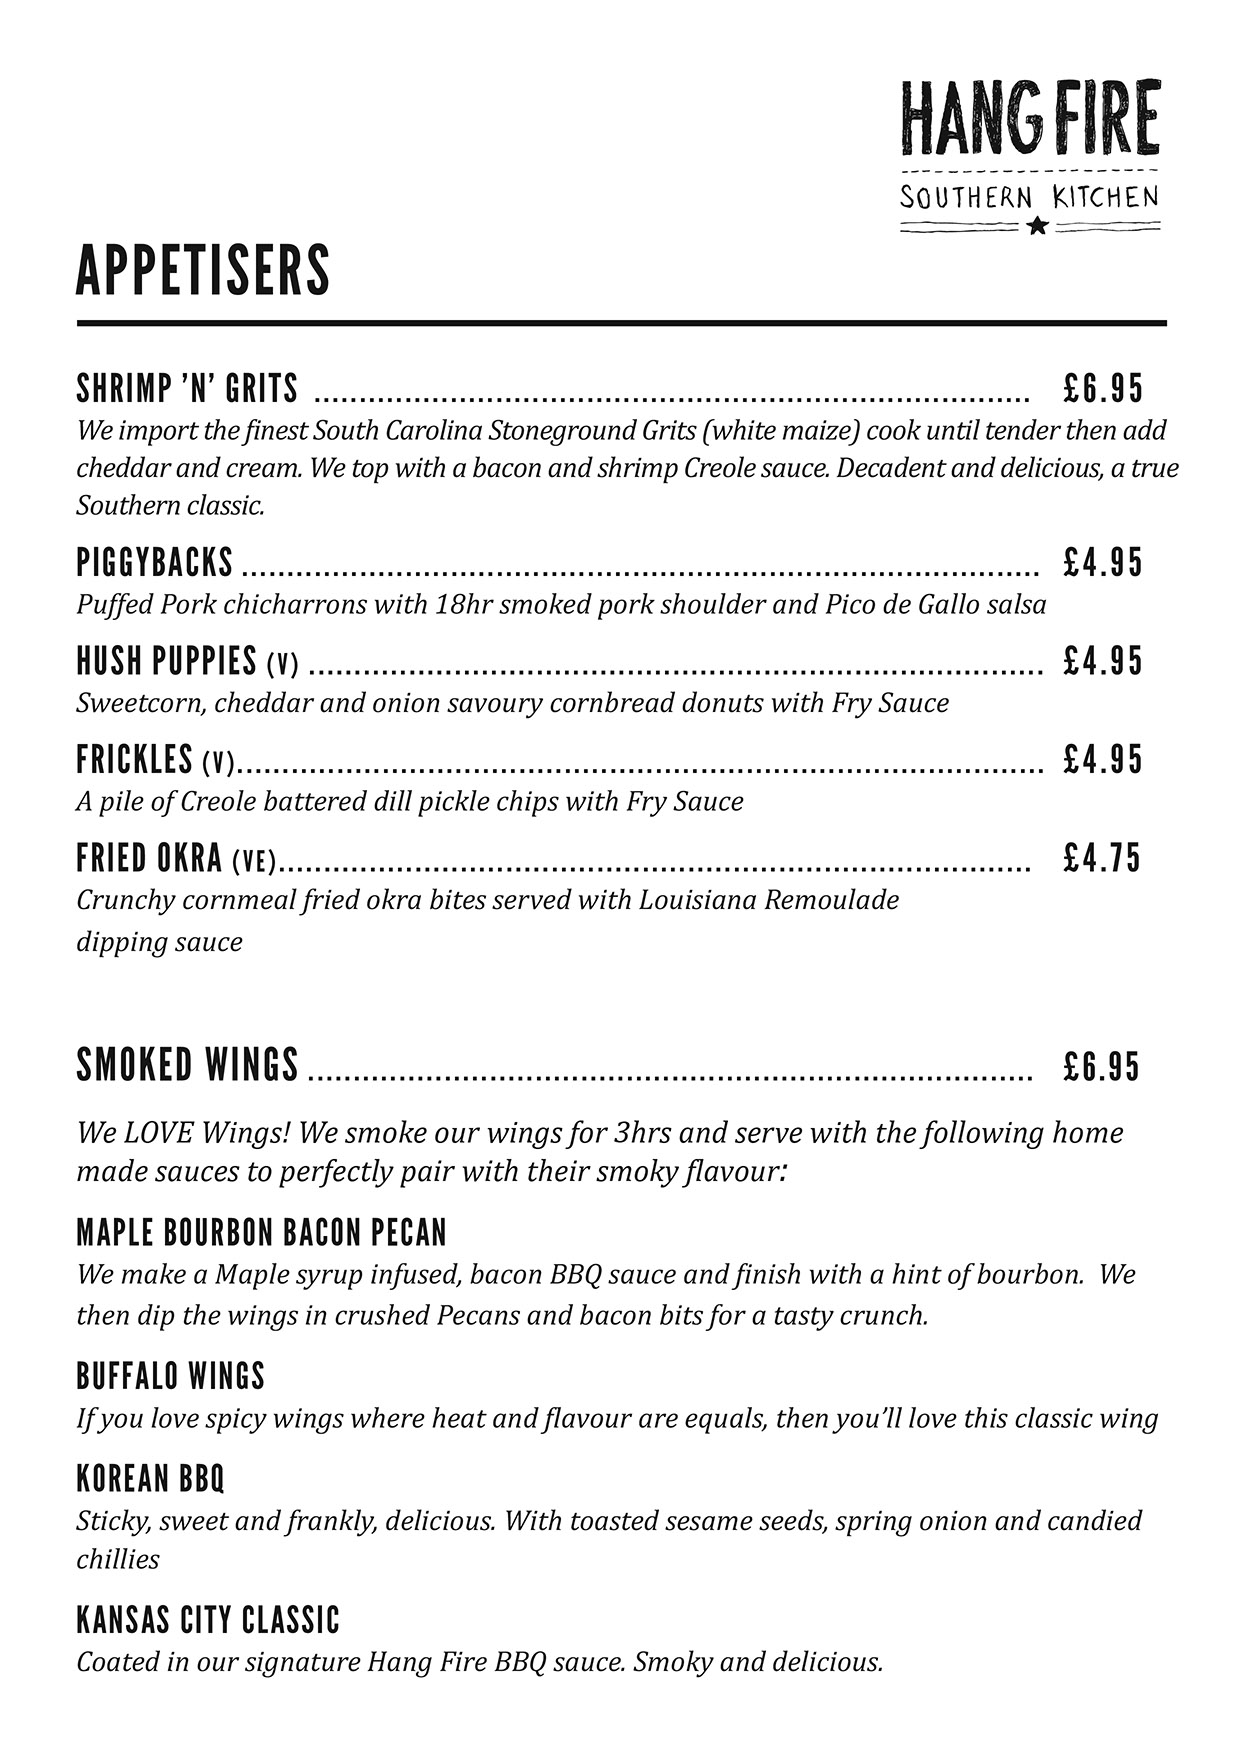 HANG FIRE
SOUTHERN KITCHEN
APPETISERS
SHRIMP ’N’ GRITS ................................................................................ £6.95
We import the finest South Carolina Stoneground Grits (white maize) cook until tender then add
cheddar and cream. We top with a bacon and shrimp Creole sauce. Decadent and delicious, a true
Southern classic.
PIGGYBACKS ......................................................................................... £4.95
Puffed Pork chicharrons with 18hr smoked pork shoulder and Pico de Gallo salsa
HUSH PUPPIES (V) .................................................................................. £4.95
Sweetcorn, cheddar and onion savoury cornbread donuts with Fry Sauce
FRICKLES (V).......................................................................................... £4.95
A pile of Creole battered dill pickle chips with Fry Sauce
FRIED OKRA (VE).................................................................................... £4.75
Crunchy cornmeal fried okra bites served with Louisiana Remoulade
dipping sauce
SMOKED WINGS ................................................................................. £6.95
We LOVE Wings! We smoke our wings for 3hrs and serve with the following home
made sauces to perfectly pair with their smoky flavour:
MAPLE BOURBON BACON PECAN
We make a Maple syrup infused, bacon BBQ sauce and finish with a hint of bourbon. We
then dip the wings in crushed Pecans and bacon bits for a tasty crunch.
BUFFALO WINGS
If you love spicy wings where heat and flavour are equals, then you’ll love this classic wing
KOREAN BBQ
Sticky, sweet and frankly, delicious. With toasted sesame seeds, spring onion and candied
chillies
KANSAS CITY CLASSIC
Coated in our signature Hang Fire BBQ sauce. Smoky and delicious.